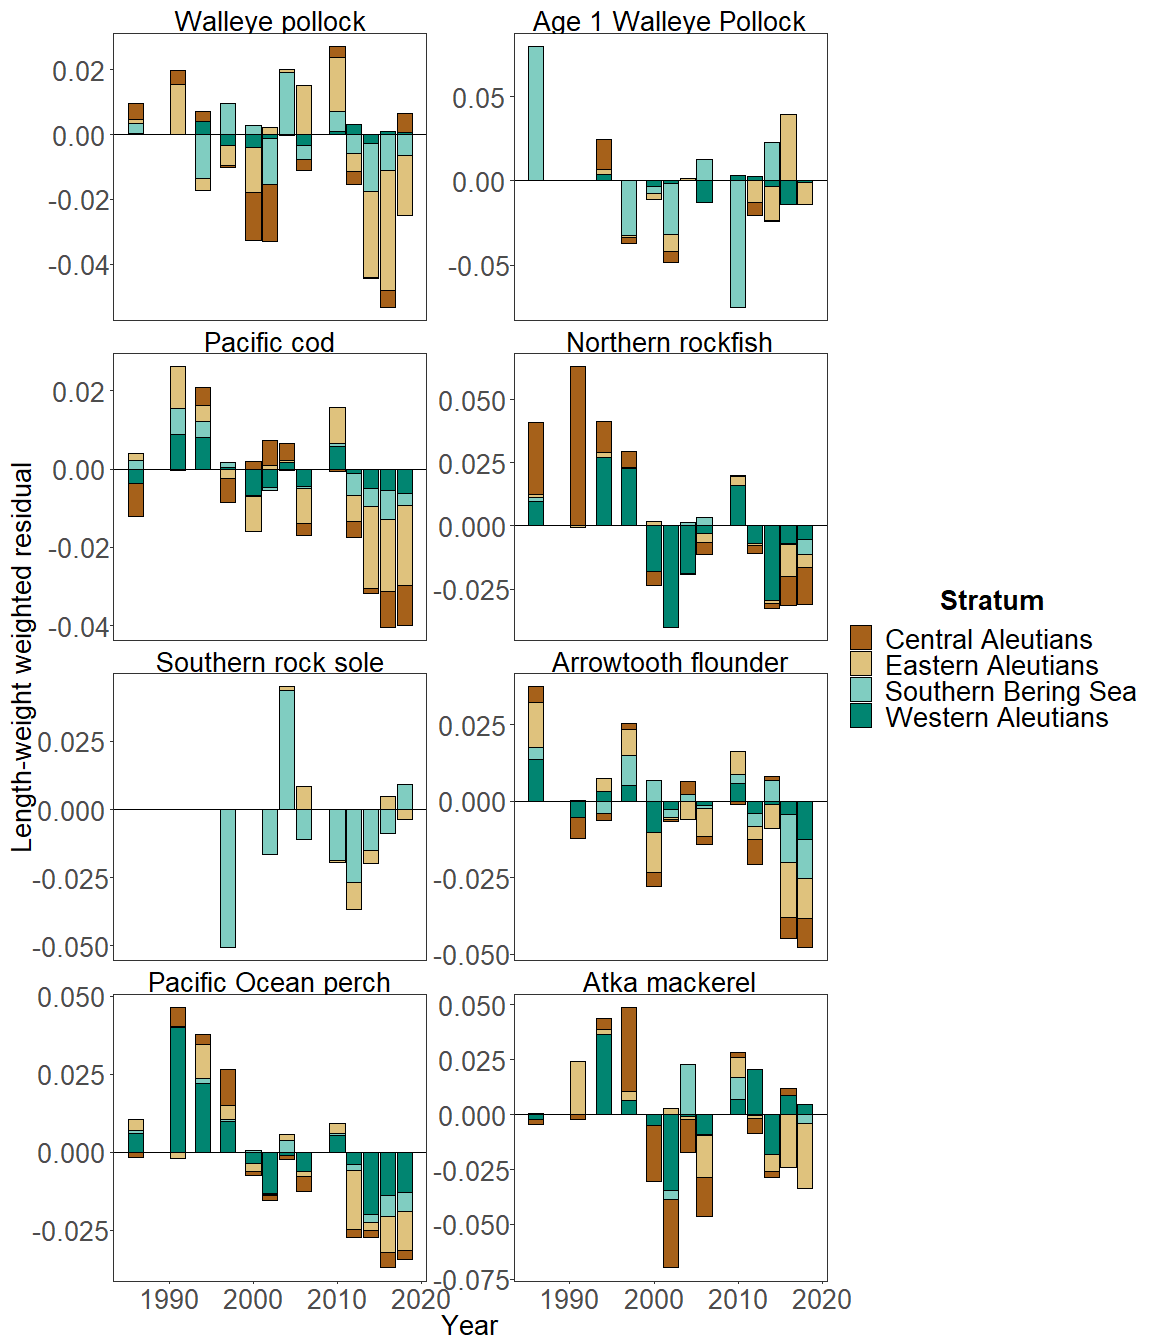 Walleye pollock
Age 1 Walleye Pollock
0.02
0.00
-0.02
-0.04
0.05
0.00
-0.05
Pacific cod
Northern rockfish
0.02
0.00
-0.02
-0.04
0.050
0.025
0.000
-0.025
Southern rock sole
Arrowtooth flounder
0.025
0.000
-0.025
-0.050
0.025
0.000
-0.025
-0.050
Pacific Ocean perch
Atka mackerel
0.050
0.025
0.000
-0.025
0.050
0.025
0.000
-0.025
-0.050
-0.075
1990 2000 2010 2020
1990 2000 2010 2020
Year
Length-weight weighted residual
Stratum
Central Aleutians
Eastern Aleutians
Southern Bering Sea
Western Aleutians